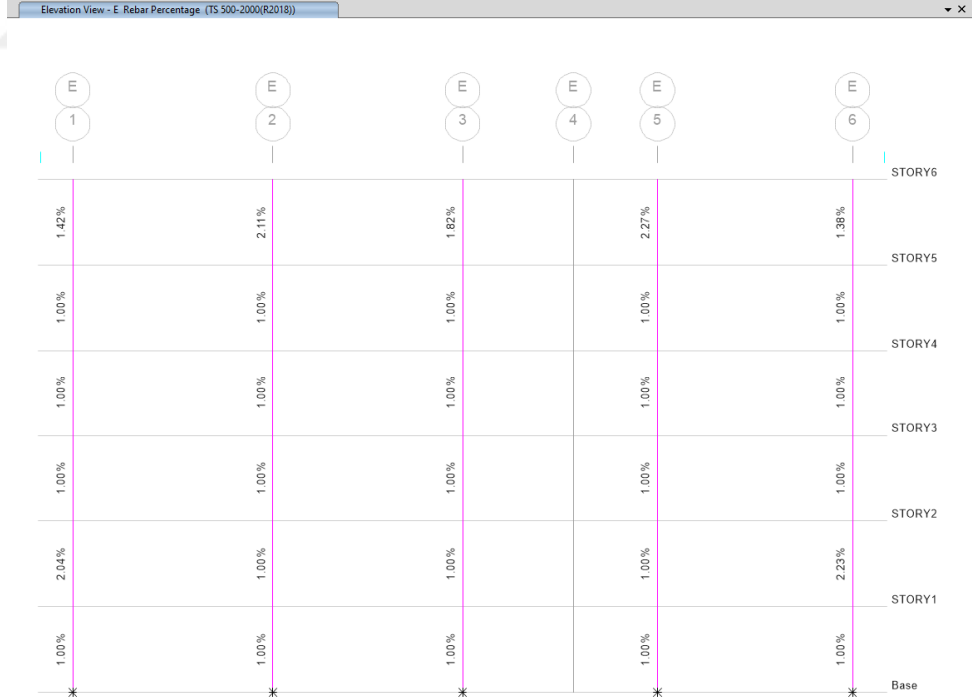 Elevation View - E Rebar Percentage (TS 500-2000(R2018))
E E E E E E
1 2 3 4 5 6
STORY6
1.42% 2.11% 1.82% 2.27% 1.38%
STORY5
1.00% 1.00% 1.00% 1.00% 1.00%
STORY4
1.00% 1.00% 1.00% 1.00% 1.00%
STORY3
1.00% 1.00% 1.00% 1.00% 1.00%
STORY2
2.04% 1.00% 1.00% 1.00% 2.23%
STORY1
1.00% 1.00% 1.00% 1.00% 1.00%
Base